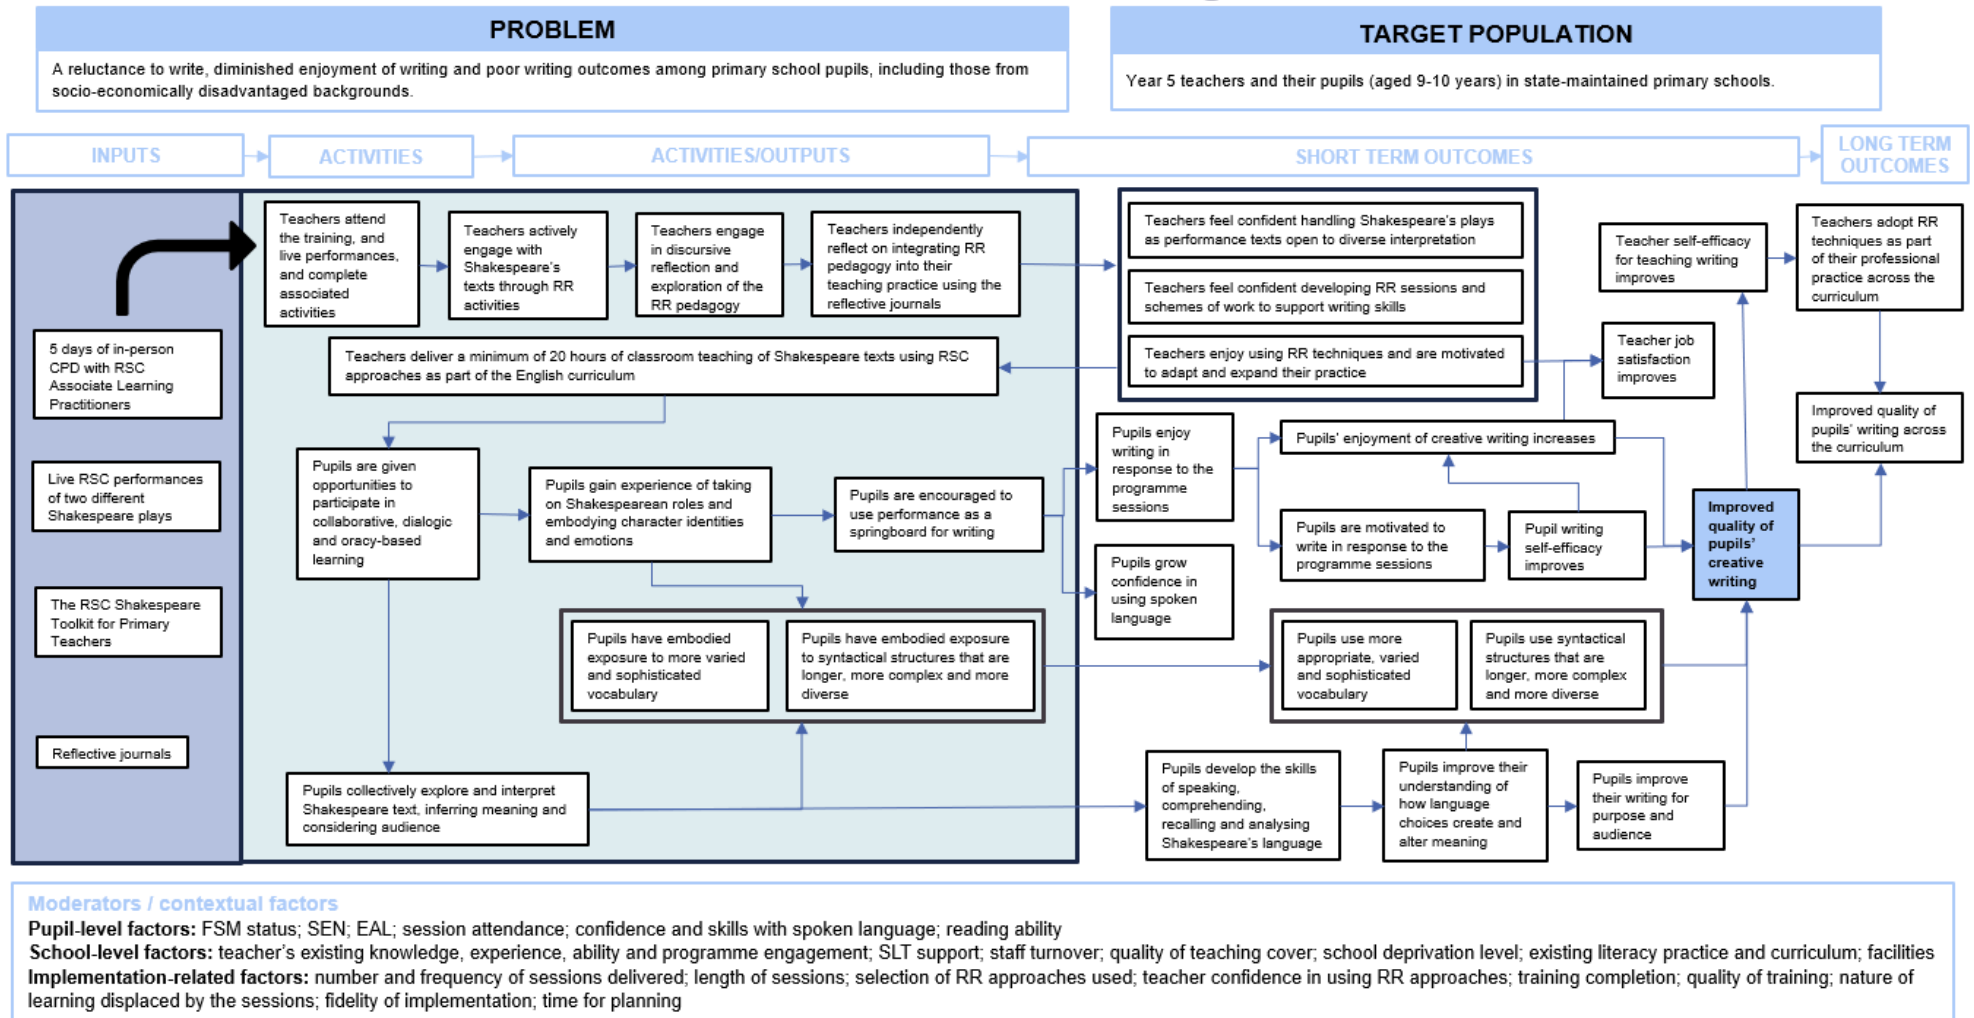 PROBLEM
A reluctance to write, diminished enjoyment of writing and poor writing outcomes among primary school pupils, including those from
socio-economically disadvantaged backgrounds.
TARGET POPULATION
Year 5 teachers and their pupils (aged 9-10 years) in state-maintained primary schools.
INPUTS
ACTIVITIES
ACTIVITIES/OUTPUTS
SHORT TERM OUTCOMES
LONG TERM
OUTCOMES
5 days of in-person
CPD with RSC
Associate Learning
Practitioners
Live RSC performances
of two different
Shakespeare plays
The RSC Shakespeare
Toolkit for Primary
Teachers
Reflective journals
Teachers attend
the training, and
live performances,
and complete
associated
activities
Teachers actively
engage with
Shakespeare's
texts through RR
activities
Teachers engage
in discursive
reflection and
exploration of the
RR pedagogy
Teachers independently
reflect on integrating RR
pedagogy into their
teaching practice using the
reflective journals
Teachers deliver a minimum of 20 hours of classroom teaching of Shakespeare texts using RSC
approaches as part of the English curriculum
Pupils are given
opportunities to
participate in
collaborative, dialogic
and oracy-based
learning
Pupils gain experience of taking
on Shakespearean roles and
embodying character identities
and emotions
Pupils are encouraged to
use performance as a
springboard for writing
Pupils have embodied
exposure to more varied
and sophisticated
vocabulary
Pupils have embodied exposure
to syntactical structures that are
longer, more complex and more
diverse
Pupils collectively explore and interpret
Shakespeare text, inferring meaning and
considering audience
Teachers feel confident handling Shakespeare's plays
as performance texts open to diverse interpretation
Teachers feel confident developing RR sessions and
schemes of work to support writing skills
Teachers enjoy using RR techniques and are motivated
to adapt and expand their practice
Teacher self-efficacy
for teaching writing
improves
Teacher job
satisfaction
improves
Teachers adopt RR
techniques as part
of their professional
practice across the
curriculum
Improved quality of
pupils' writing across
the curriculum
Pupils enjoy
writing in
response to the
programme
sessions
Pupils grow
confidence in
using spoken
language
Pupils' enjoyment of creative writing increases
Pupils are motivated to
write in response to the
programme sessions
Pupil writing
self-efficacy
improves
Improved
quality of
pupils'
creative
writing
Pupils use more
appropriate, varied
and sophisticated
vocabulary
Pupils use syntactical
structures that are
longer, more complex
and more diverse
Pupils develop the skills
of speaking,
comprehending,
recalling and analysing
Shakespeare's language
Pupils improve their
understanding of
how language
choices create and
alter meaning
Pupils improve
their writing for
purpose and
audience
Moderators / contextual factors
Pupil-level factors: FSM status; SEN; EAL; session attendance; confidence and skills with spoken language; reading ability
School-level factors: teacher's existing knowledge, experience, ability and programme engagement; SLT support; staff turnover; quality of teaching cover; school deprivation level; existing literacy practice and curriculum; facilities
Implementation-related factors: number and frequency of sessions delivered; length of sessions; selection of RR approaches used; teacher confidence in using RR approaches; training completion; quality of training; nature of
learning displaced by the sessions; fidelity of implementation; time for planning